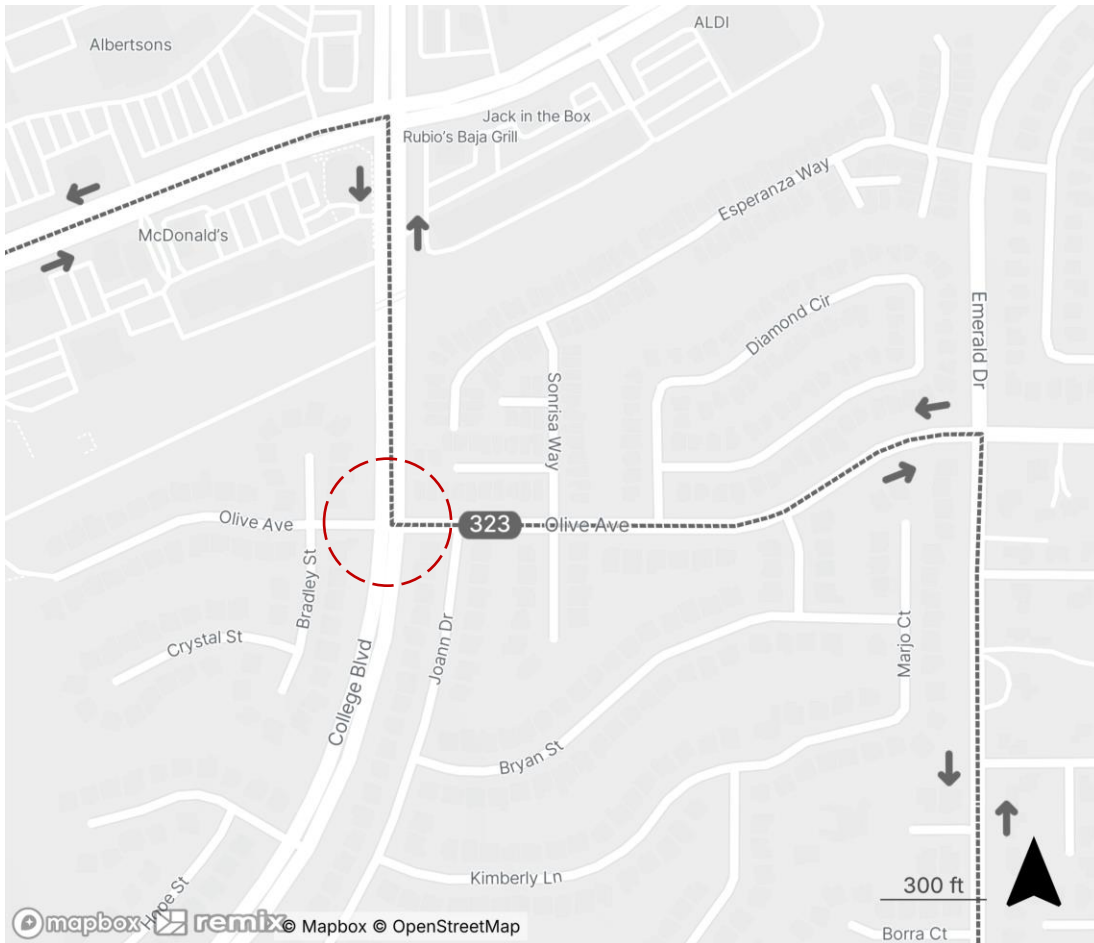 ALDI
Albertsons
Jack in the Box
Rubio's Baja Grill
Esperanza Way
McDonald's
Diamond Cir
Emerald Dr
Sonrisa Way
Olive Ave
323
Olive Ave
Bradley St
Joann Dr
Crystal St
Marjo Ct
College Blvd
Bryan St
Kimberly Ln
300 ft
Hope St
mapbox remix © Mapbox © OpenStreetMap
Borra Ct